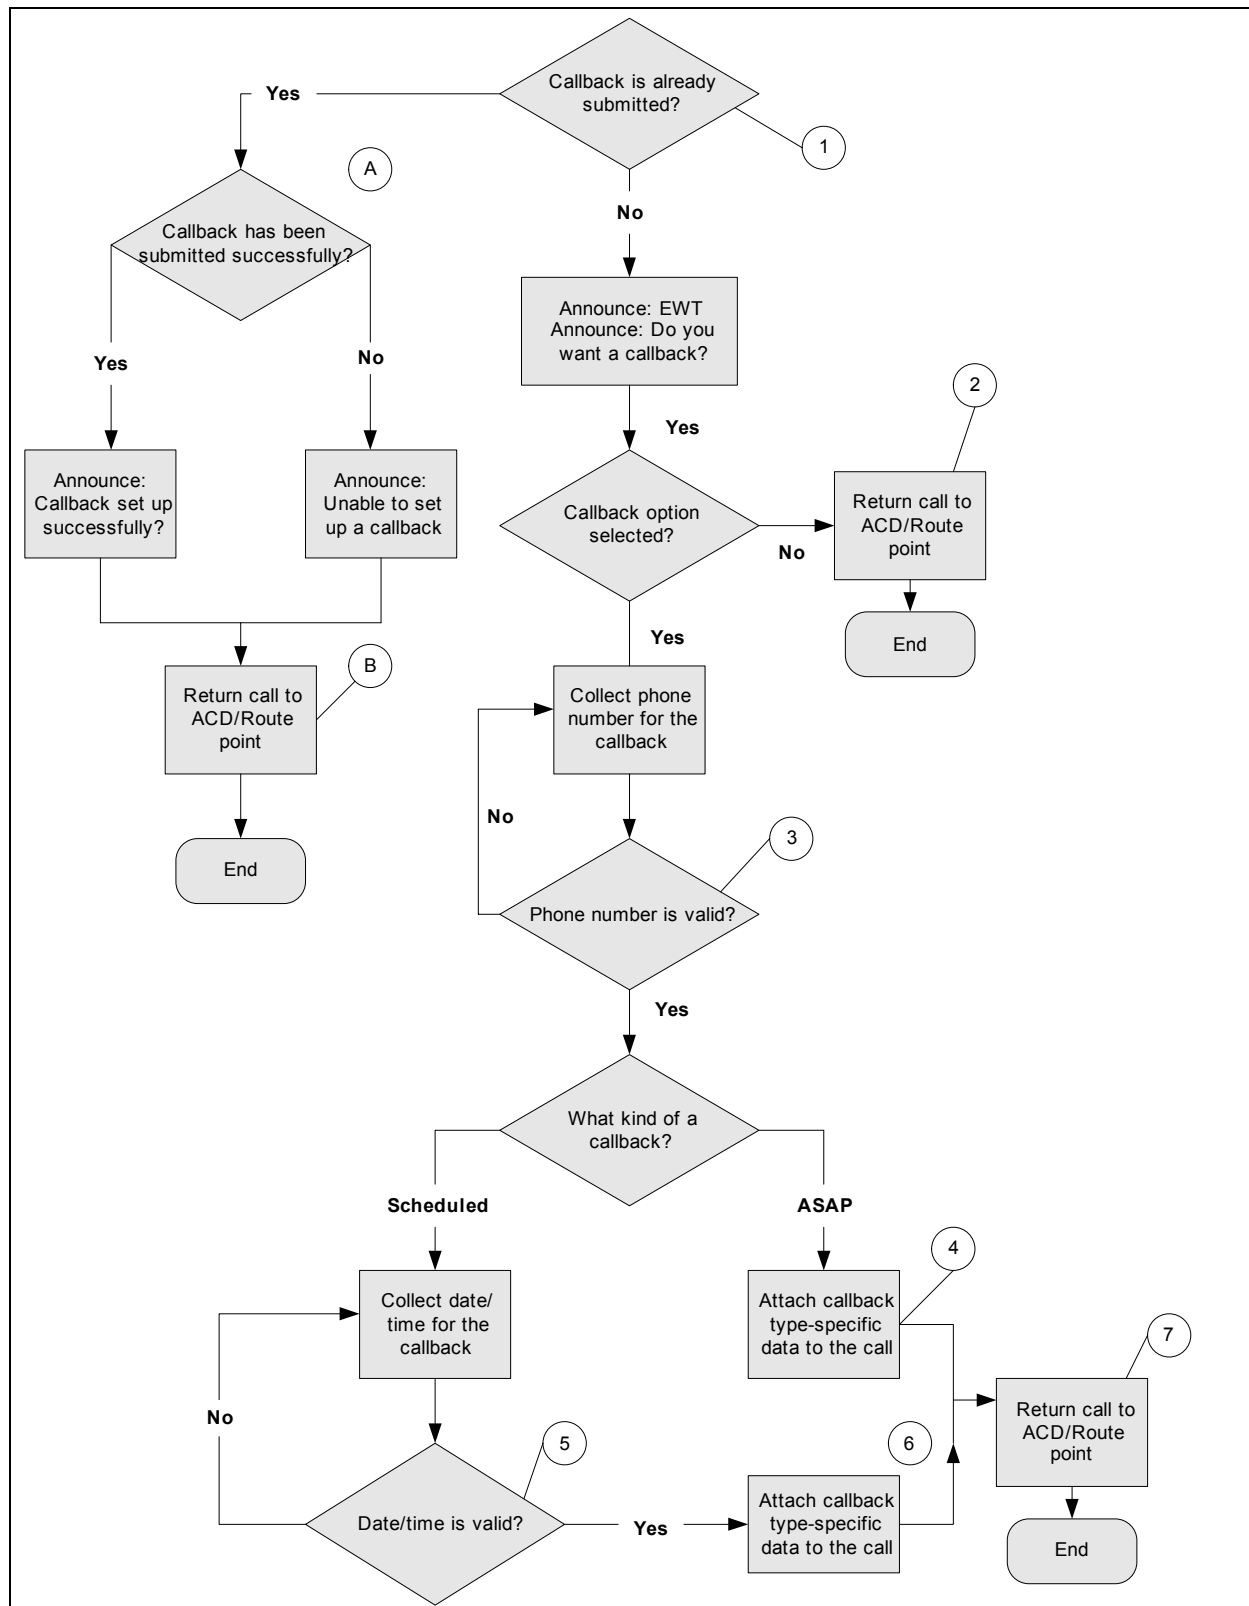 Callback is already
submitted?
Yes
1
A
No
Callback has been
submitted successfully?
Announce: EWT
Announce: Do you
want a callback?
Yes
No
2
Yes
Announce:
Callback set up
successfully?
Announce:
Unable to set
up a callback
Callback option
selected?
No
Return call to
ACD/Route
point
End
Yes
B
Return call to
ACD/Route
point
Collect phone
number for the
callback
No
End
3
Phone number is valid?
Yes
What kind of a
callback?
Scheduled
ASAP
4
Collect date/
time for the
callback
Attach callback
type-specific
data to the call
7
No
5
6
Return call to
ACD/Route
point
Date/time is valid?
Yes
Attach callback
type-specific
data to the call
End